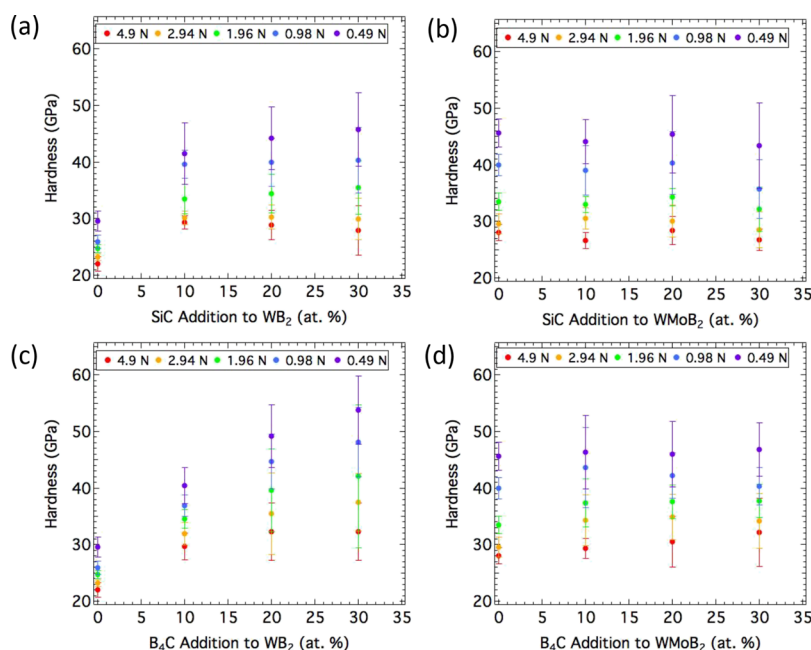 (a)
4.9 N 2.94 N 1.96 N 0.98 N 0.49 N
60
50
40
30
20
Hardness (GPa)
0 5 10 15 20 25 30 35
SiC Addition to WB₂ (at. %)
(b)
4.9 N 2.94 N 1.96 N 0.98 N 0.49 N
60
50
40
30
20
Hardness (GPa)
0 5 10 15 20 25 30 35
SiC Addition to WMoB₂ (at. %)
(c)
4.9 N 2.94 N 1.96 N 0.98 N 0.49 N
60
50
40
30
20
Hardness (GPa)
0 5 10 15 20 25 30 35
B₄C Addition to WB₂ (at. %)
(d)
4.9 N 2.94 N 1.96 N 0.98 N 0.49 N
60
50
40
30
20
Hardness (GPa)
0 5 10 15 20 25 30 35
B₄C Addition to WMoB₂ (at. %)